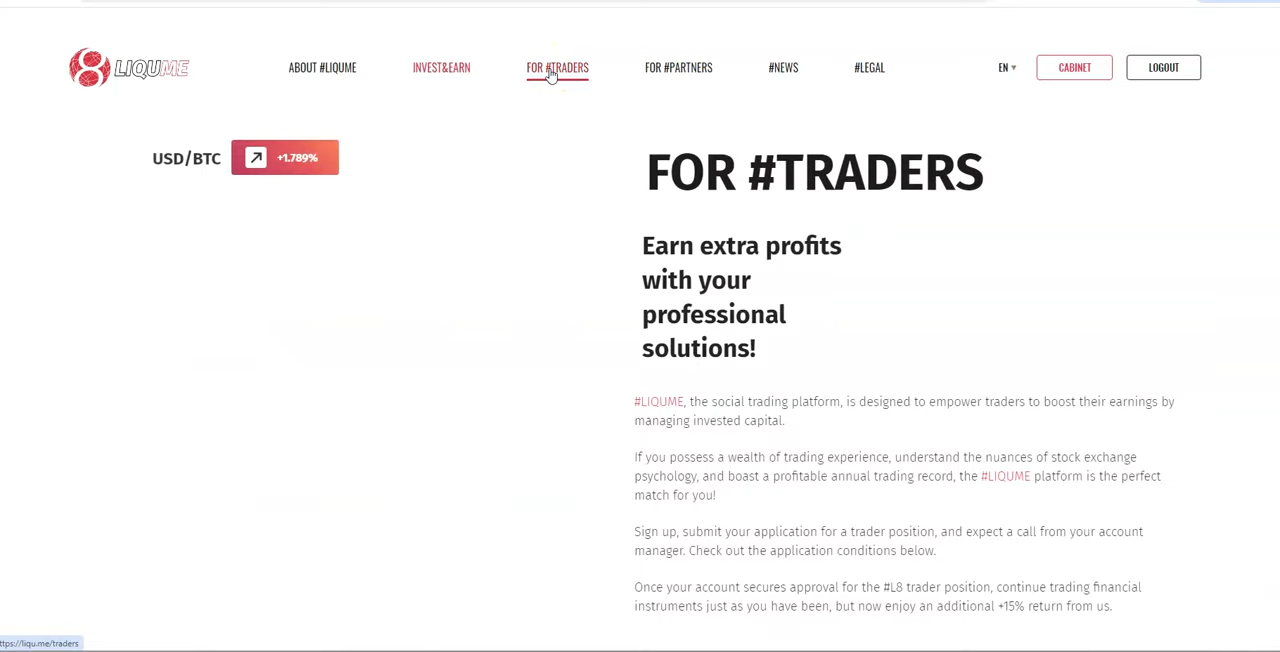 LIQUME
ABOUT #LIQUME
INVEST&EARN
FOR #TRADERS
FOR #PARTNERS
#NEWS
#LEGAL
EN
CABINET
LOGOUT
USD/BTC
+1.789%
FOR #TRADERS
Earn extra profits
with your
professional
solutions!
#LIQUME, the social trading platform, is designed to empower traders to boost their earnings by
managing invested capital.
If you possess a wealth of trading experience, understand the nuances of stock exchange
psychology, and boast a profitable annual trading record, the #LIQUME platform is the perfect
match for you!
Sign up, submit your application for a trader position, and expect a call from your account
manager. Check out the application conditions below.
Once your account secures approval for the #L8 trader position, continue trading financial
instruments just as you have been, but now enjoy an additional +15% return from us.
ttps://liqu.me/traders